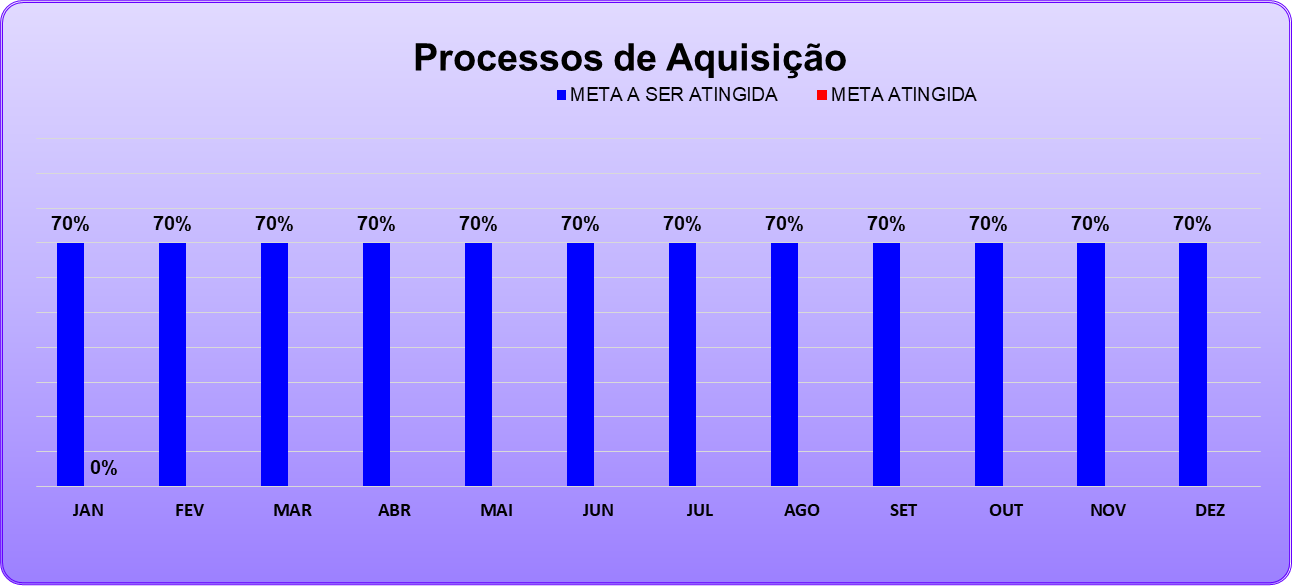 Processos de Aquisição
META A SER ATINGIDA META ATINGIDA
70% 70% 70% 70% 70% 70% 70% 70% 70% 70% 70% 70%
0%
JAN FEV MAR ABR MAI JUN JUL AGO SET OUT NOV DEZ